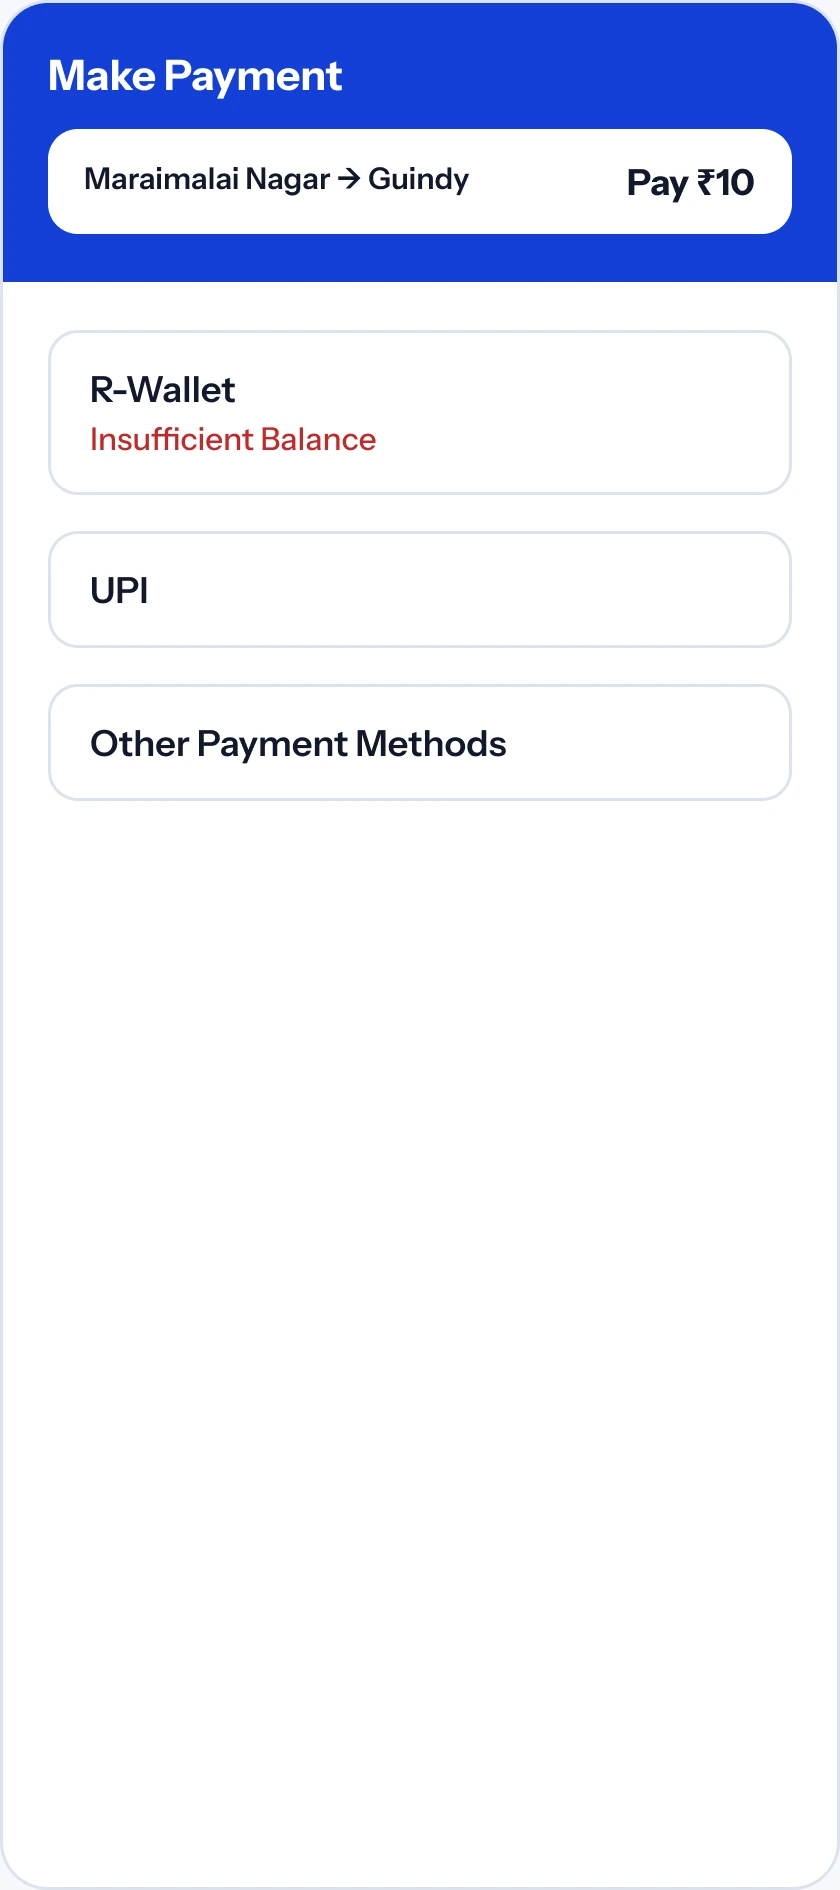 Make Payment
Maraimalai Nagar → Guindy
Pay ₹10
R-Wallet
Insufficient Balance
UPI
Other Payment Methods